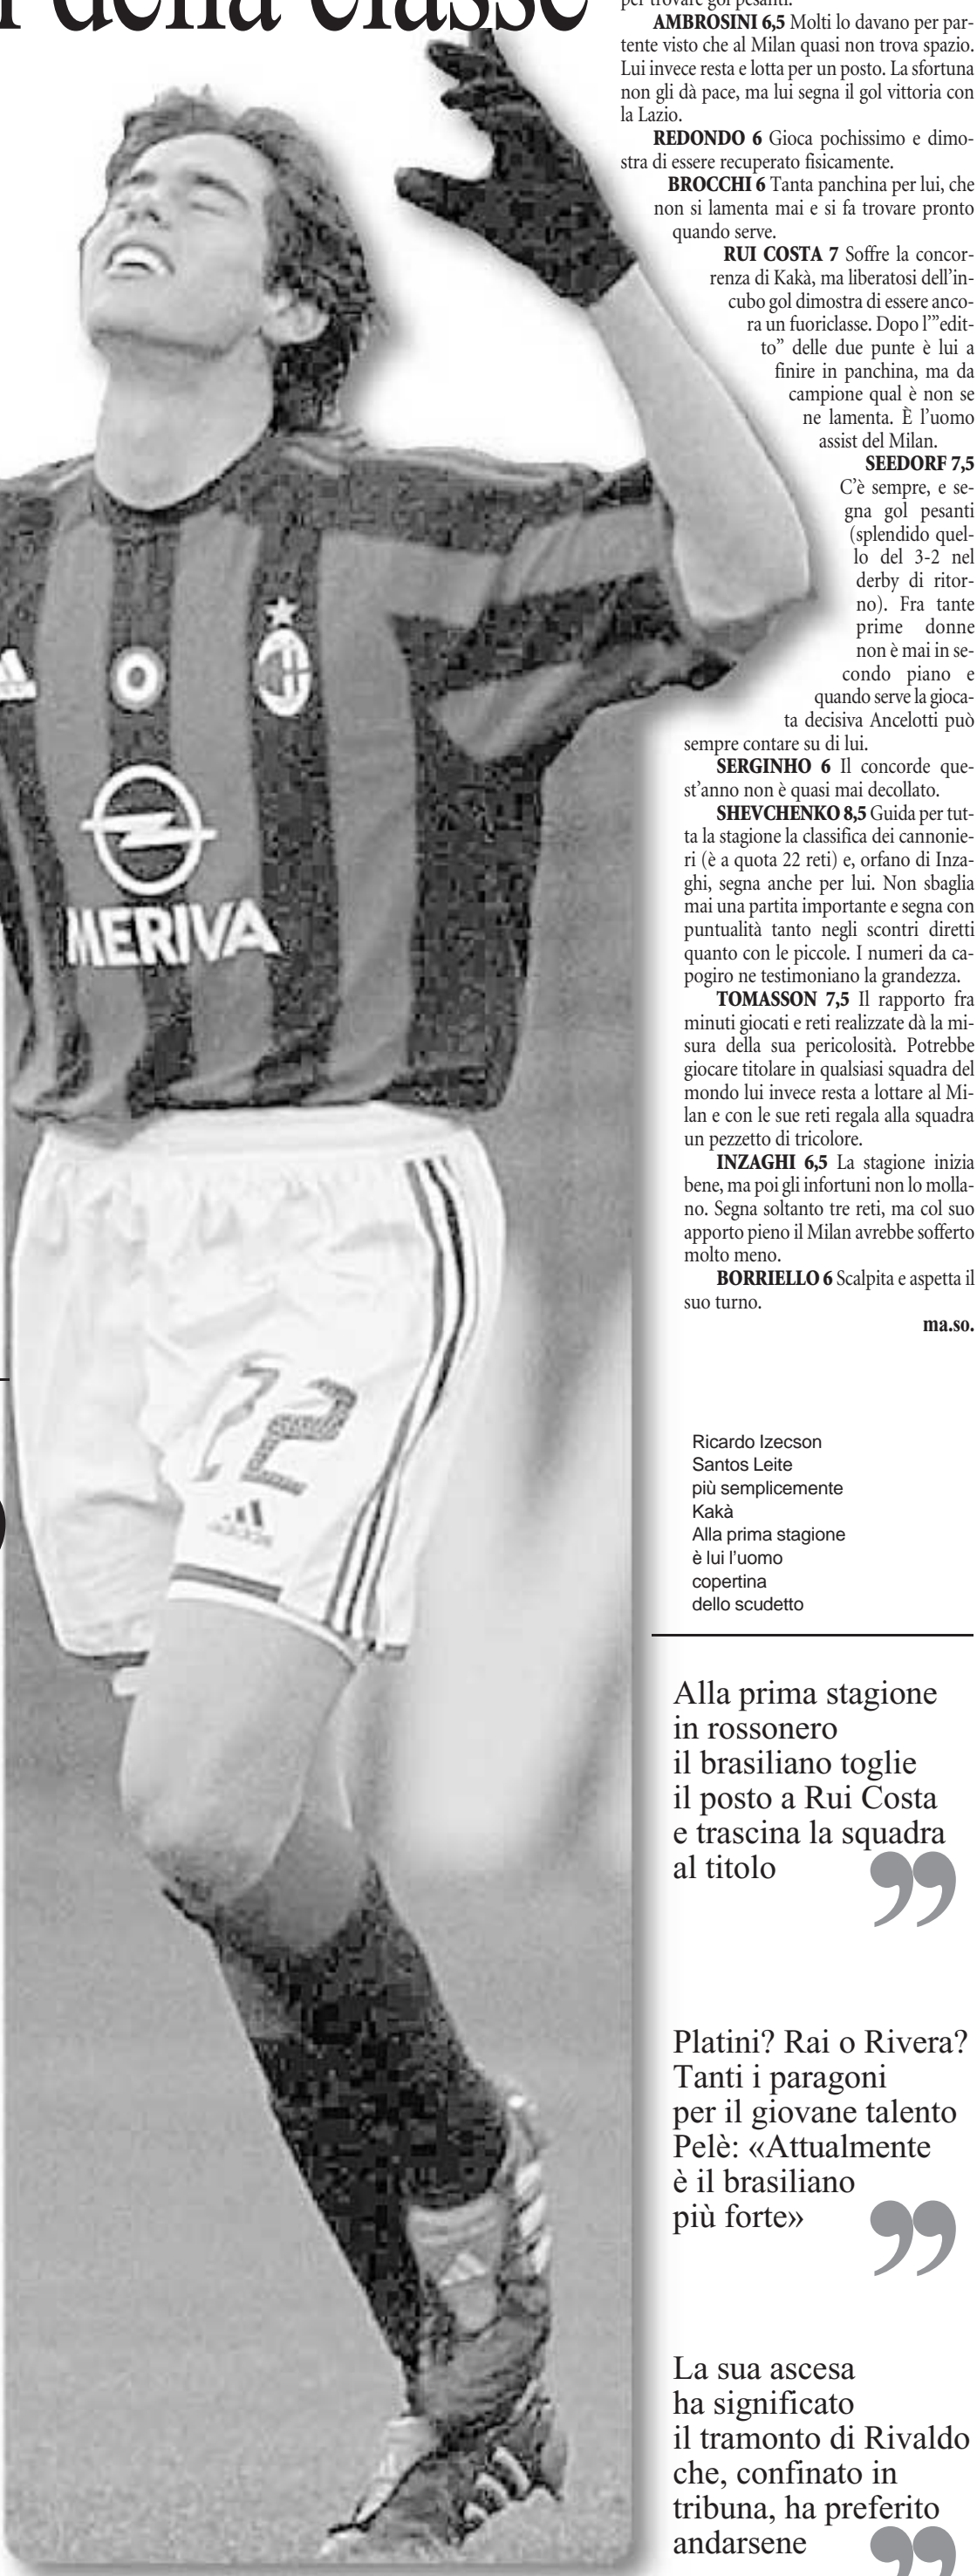 della classe
per trovare gol pesanti.
AMBROSINI 6,5 Molti lo davano per par-
tente visto che al Milan quasi non trova spazio.
Lui invece resta e lotta per un posto. La sfortuna
non gli dà pace, ma lui segna il gol vittoria con
la Lazio.
REDONDO 6 Gioca pochissimo e dimo-
stra di essere recuperato fisicamente.
BROCCHI 6 Tanta panchina per lui, che
non si lamenta mai e si fa trovare pronto
quando serve.
RUI COSTA 7 Soffre la concor-
renza di Kakà, ma liberatosi dell'in-
cubo gol dimostra di essere anco-
ra un fuoriclasse. Dopo l'"edit-
to" delle due punte è lui a
finire in panchina, ma da
campione qual è non se
ne lamenta. È l'uomo
assist del Milan.
SEEDORF 7,5
C'è sempre, e se-
gna gol pesanti
(splendido quel-
lo del 3-2 nel
derby di ritor-
no). Fra tante
prime donne
non è mai in se-
condo piano e
quando serve la gioca-
ta decisiva Ancelotti può
sempre contare su di lui.
SERGINHO 6 Il concorde que-
st'anno non è quasi mai decollato.
SHEVCHENKO 8,5 Guida per tut-
ta la stagione la classifica dei cannonie-
ri (è a quota 22 reti) e, orfano di Inza-
ghi, segna anche per lui. Non sbaglia
mai una partita importante e segna con
puntualità tanto negli scontri diretti
quanto con le piccole. I numeri da ca-
pogiro ne testimoniano la grandezza.
TOMASSON 7,5 Il rapporto fra
minuti giocati e reti realizzate dà la mi-
sura della sua pericolosità. Potrebbe
giocare titolare in qualsiasi squadra del
mondo lui invece resta a lottare al Mi-
lan e con le sue reti regala alla squadra
un pezzetto di tricolore.
INZAGHI 6,5 La stagione inizia
bene, ma poi gli infortuni non lo molla-
no. Segna soltanto tre reti, ma col suo
apporto pieno il Milan avrebbe sofferto
molto meno.
BORRIELLO 6 Scalpita e aspetta il
suo turno.
ma.so.
MERIVA
22
Ricardo Izecson
Santos Leite
più semplicemente
Kakà
Alla prima stagione
è lui l'uomo
copertina
dello scudetto
Alla prima stagione
in rossonero
il brasiliano toglie
il posto a Rui Costa
e trascina la squadra
al titolo
”
Platini? Rai o Rivera?
Tanti i paragoni
per il giovane talento
Pelè: «Attualmente
è il brasiliano
più forte»
”
La sua ascesa
ha significato
il tramonto di Rivaldo
che, confinato in
tribuna, ha preferito
andarsene
”